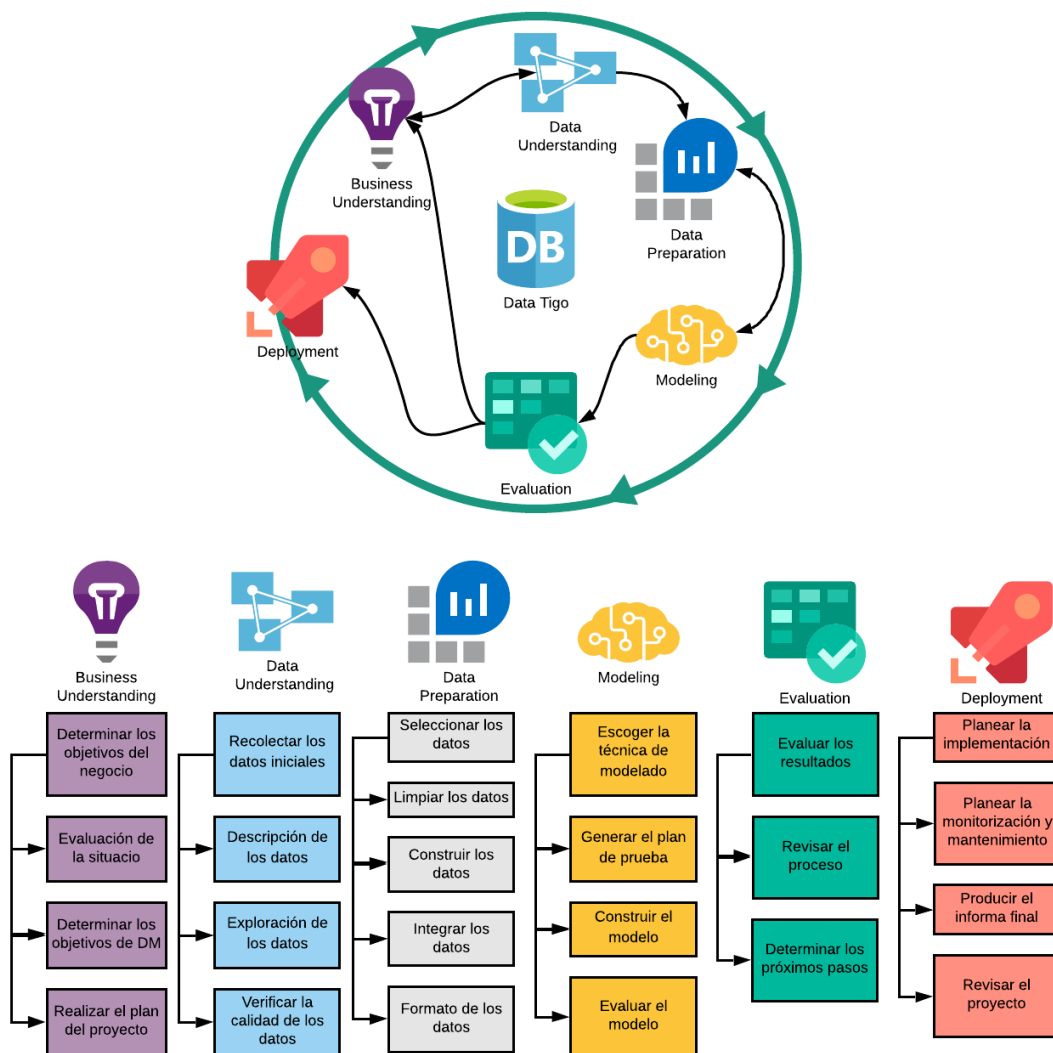 Data
Understanding
Business
Understanding
Data
Preparation
DB
Data Tigo
Deployment
Modeling
Evaluation
Business
Understanding
Data
Understanding
Data
Preparation
Modeling
Evaluation
Deployment
Determinar los
objetivos del
negocio
Evaluación de
la situacio
Determinar los
objetivos de DM
Realizar el plan
del proyecto
Recolectar los
datos iniciales
Descripción de
los datos
Exploración de
los datos
Verificar la
calidad de los
datos
Seleccionar los
datos
Limpiar los datos
Construir los
datos
Integrar los
datos
Formato de los
datos
Escoger la
técnica de
modelado
Generar el plan
de prueba
Construir el
modelo
Evaluar el
modelo
Evaluar los
resultados
Revisar el
proceso
Determinar los
próximos pasos
Planear la
implementación
Planear la
monitorización y
mantenimiento
Producir el
informa final
Revisar el
proyecto